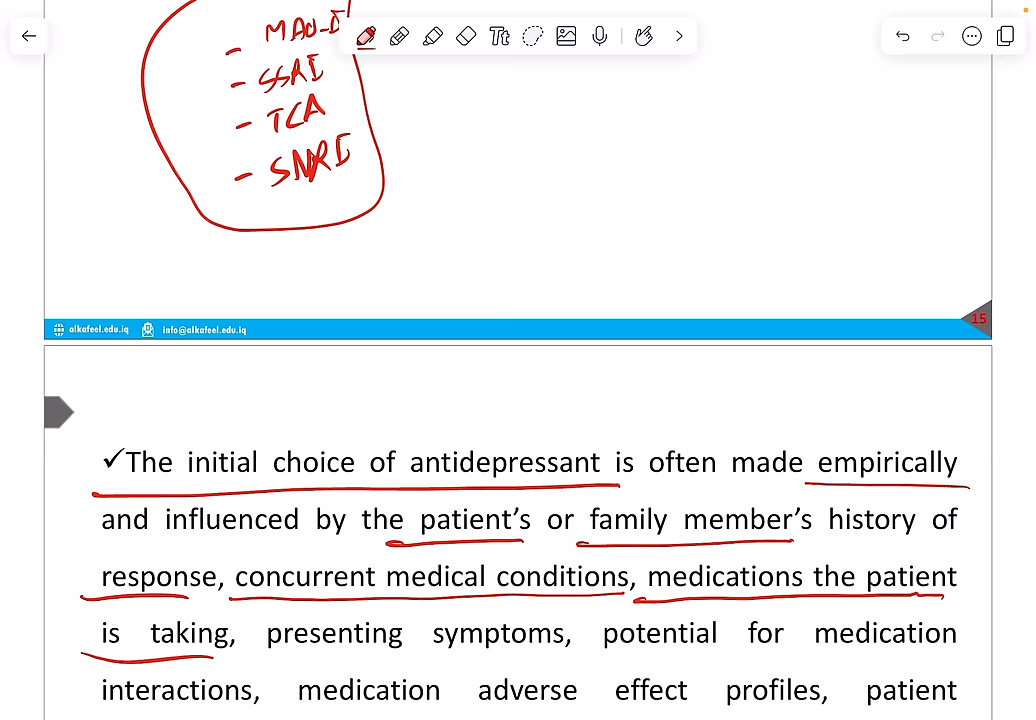 - MAO-I
- SSRI
- TCA
- SNRI
Tt
alkafeel.edu.iq info@alkafeel.edu.iq
15
✓The initial choice of antidepressant is often made empirically
and influenced by the patient’s or family member’s history of
response, concurrent medical conditions, medications the patient
is taking, presenting symptoms, potential for medication
interactions, medication adverse effect profiles, patient